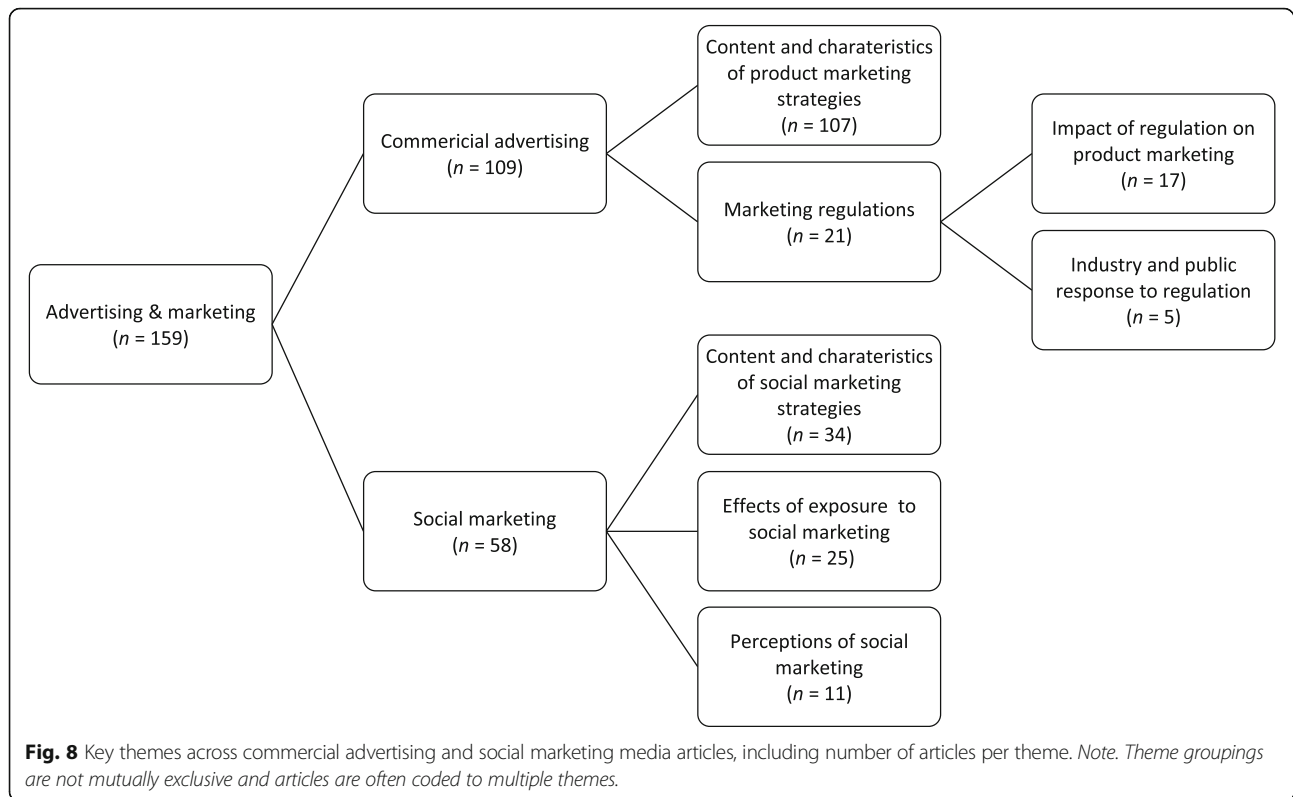 Advertising & marketing
(n = 159)
Commericial advertising
(n = 109)
Content and charateristics
of product marketing
strategies
(n = 107)
Marketing regulations
(n = 21)
Impact of regulation on
product marketing
(n = 17)
Industry and public
response to regulation
(n = 5)
Social marketing
(n = 58)
Content and charateristics
of social marketing
strategies
(n = 34)
Effects of exposure to
social marketing
(n = 25)
Perceptions of social
marketing
(n = 11)
Fig. 8 Key themes across commercial advertising and social marketing media articles, including number of articles per theme. Note. Theme groupings
are not mutually exclusive and articles are often coded to multiple themes.